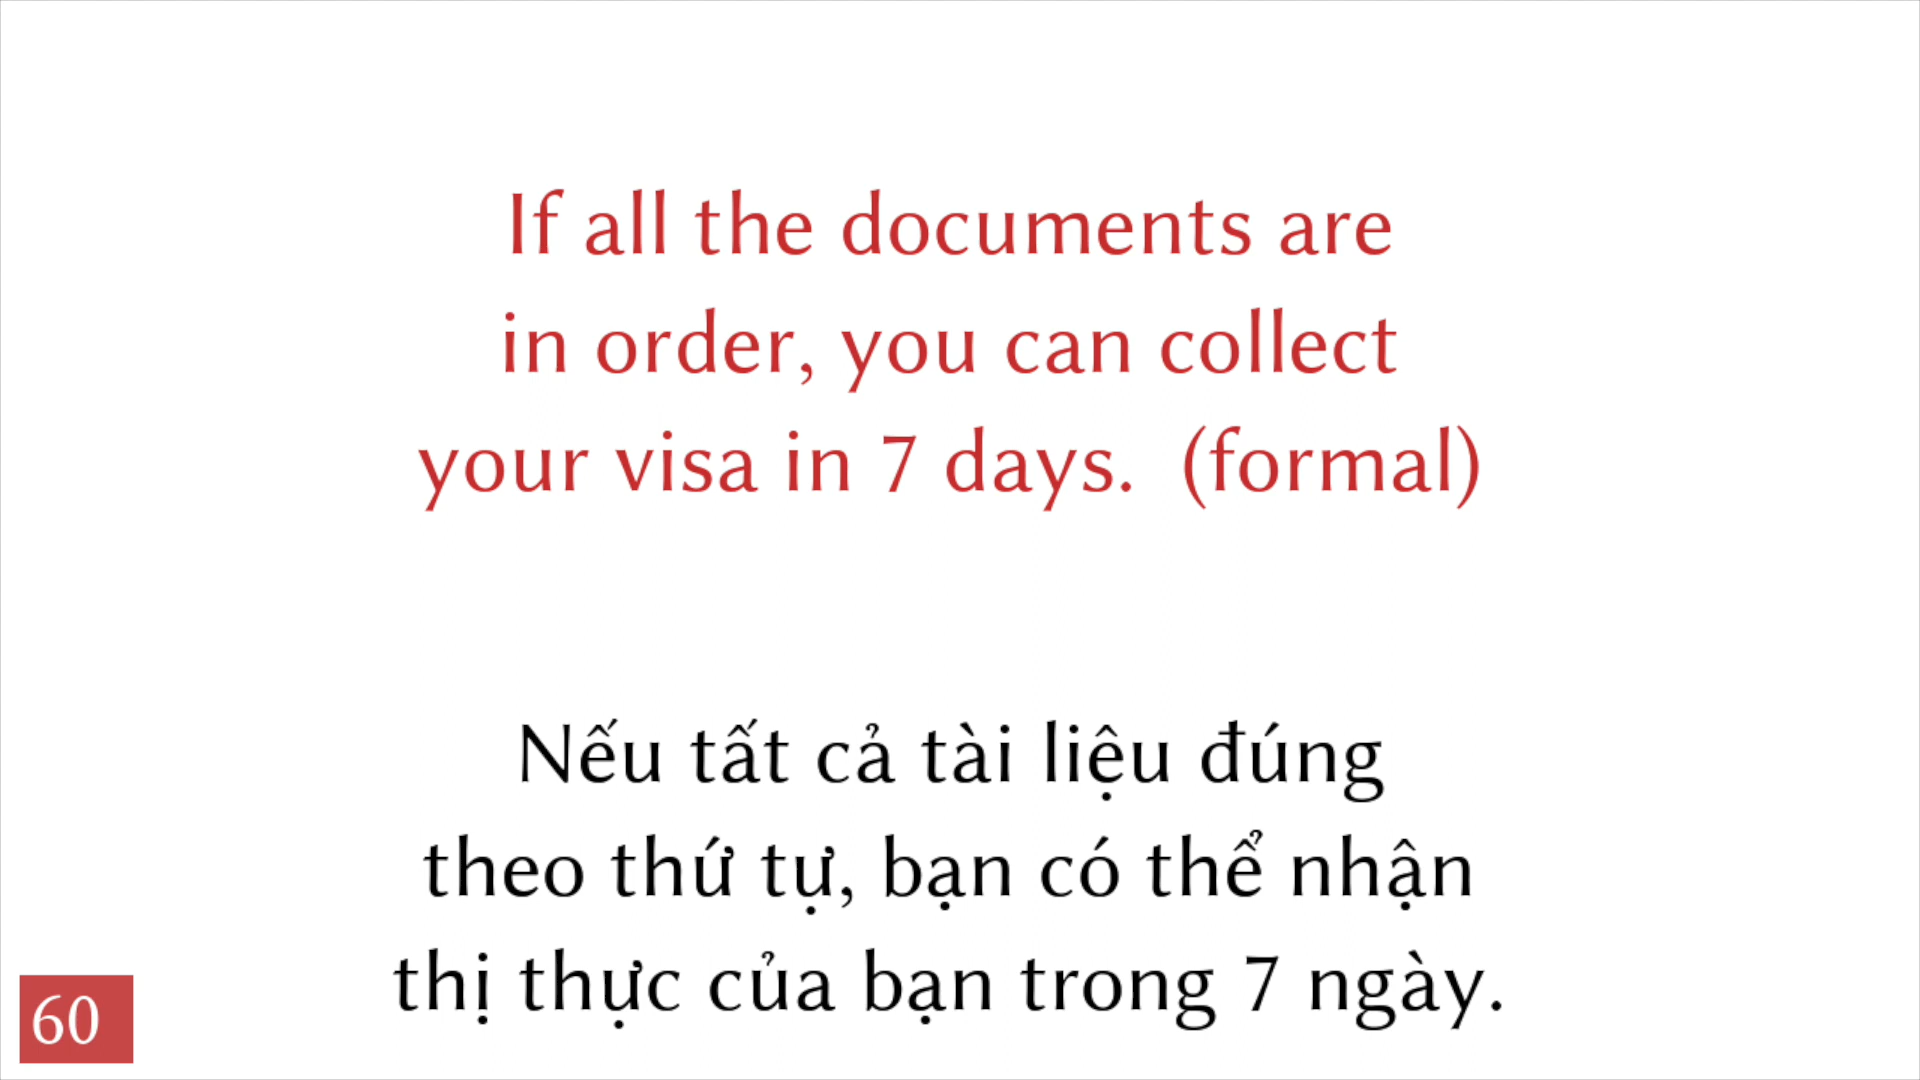 If all the documents are
in order, you can collect
your visa in 7 days.  (formal)
Nếu tất cả tài liệu đúng
theo thứ tự, bạn có thể nhận
thị thực của bạn trong 7 ngày.
60